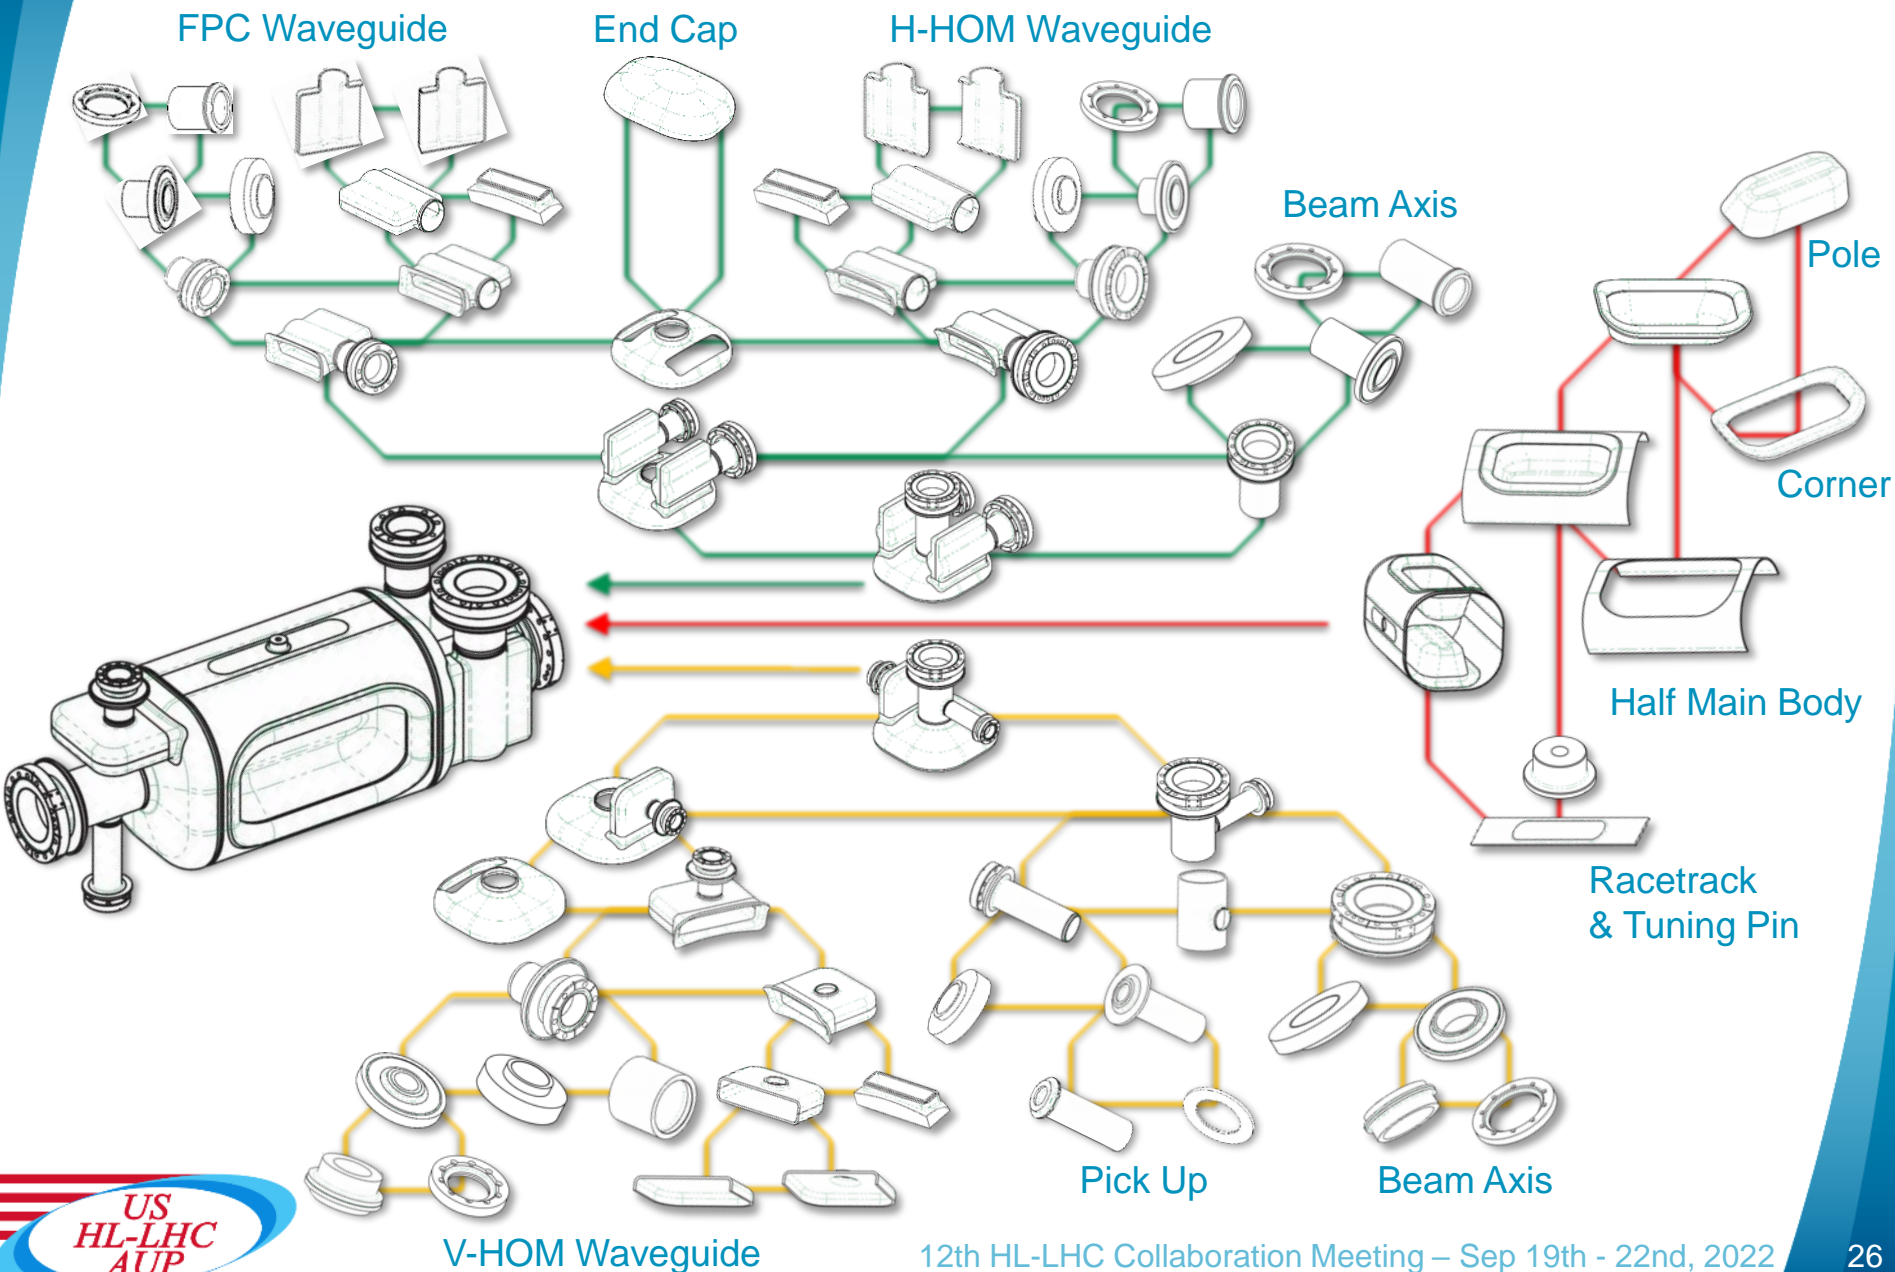 FPC Waveguide
End Cap
H-HOM Waveguide
Beam Axis
Pole
Corner
Half Main Body
Racetrack
& Tuning Pin
Pick Up
Beam Axis
V-HOM Waveguide
US
HL-LHC
AUP
12th HL-LHC Collaboration Meeting – Sep 19th - 22nd, 2022
26